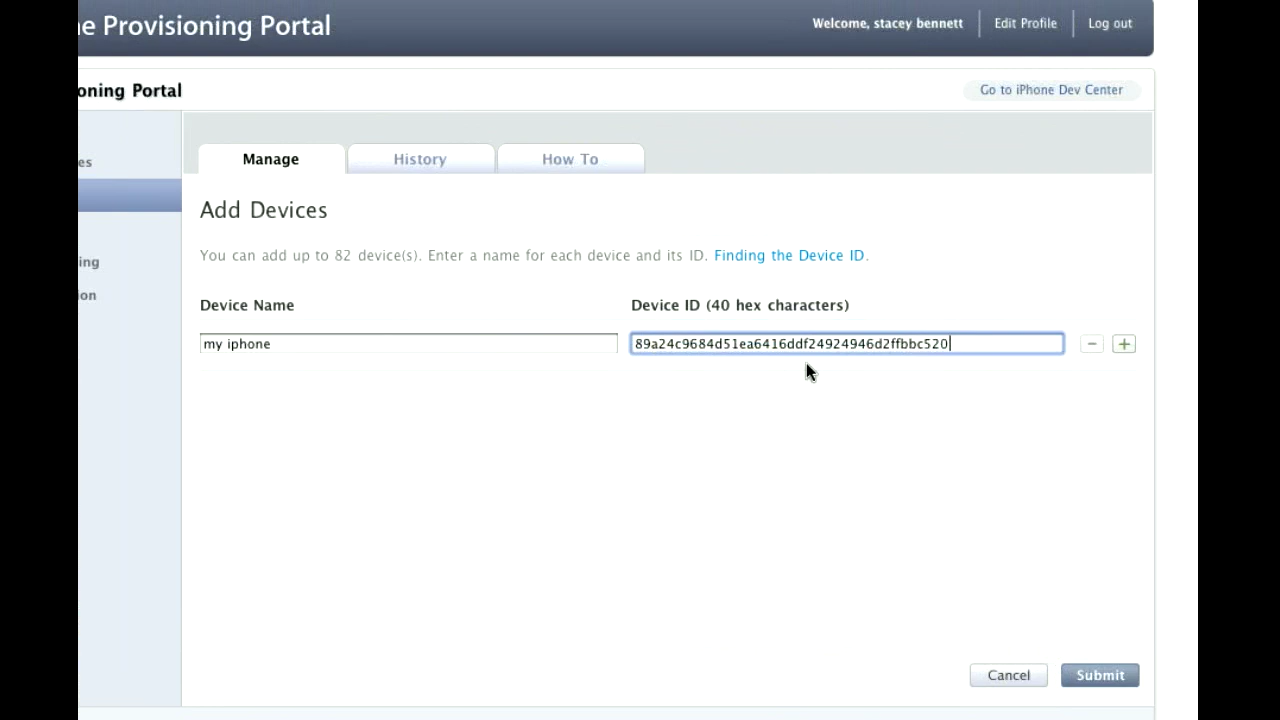 ne Provisioning Portal
Welcome, stacey bennett
Edit Profile
Log out
oning Portal
Go to iPhone Dev Center
es
ing
ion
Manage
History
How To
Add Devices
You can add up to 82 device(s). Enter a name for each device and its ID. Finding the Device ID.
Device Name
Device ID (40 hex characters)
my iphone
89a24c9684d51ea6416ddf24924946d2ffbbc520
Cancel
Submit